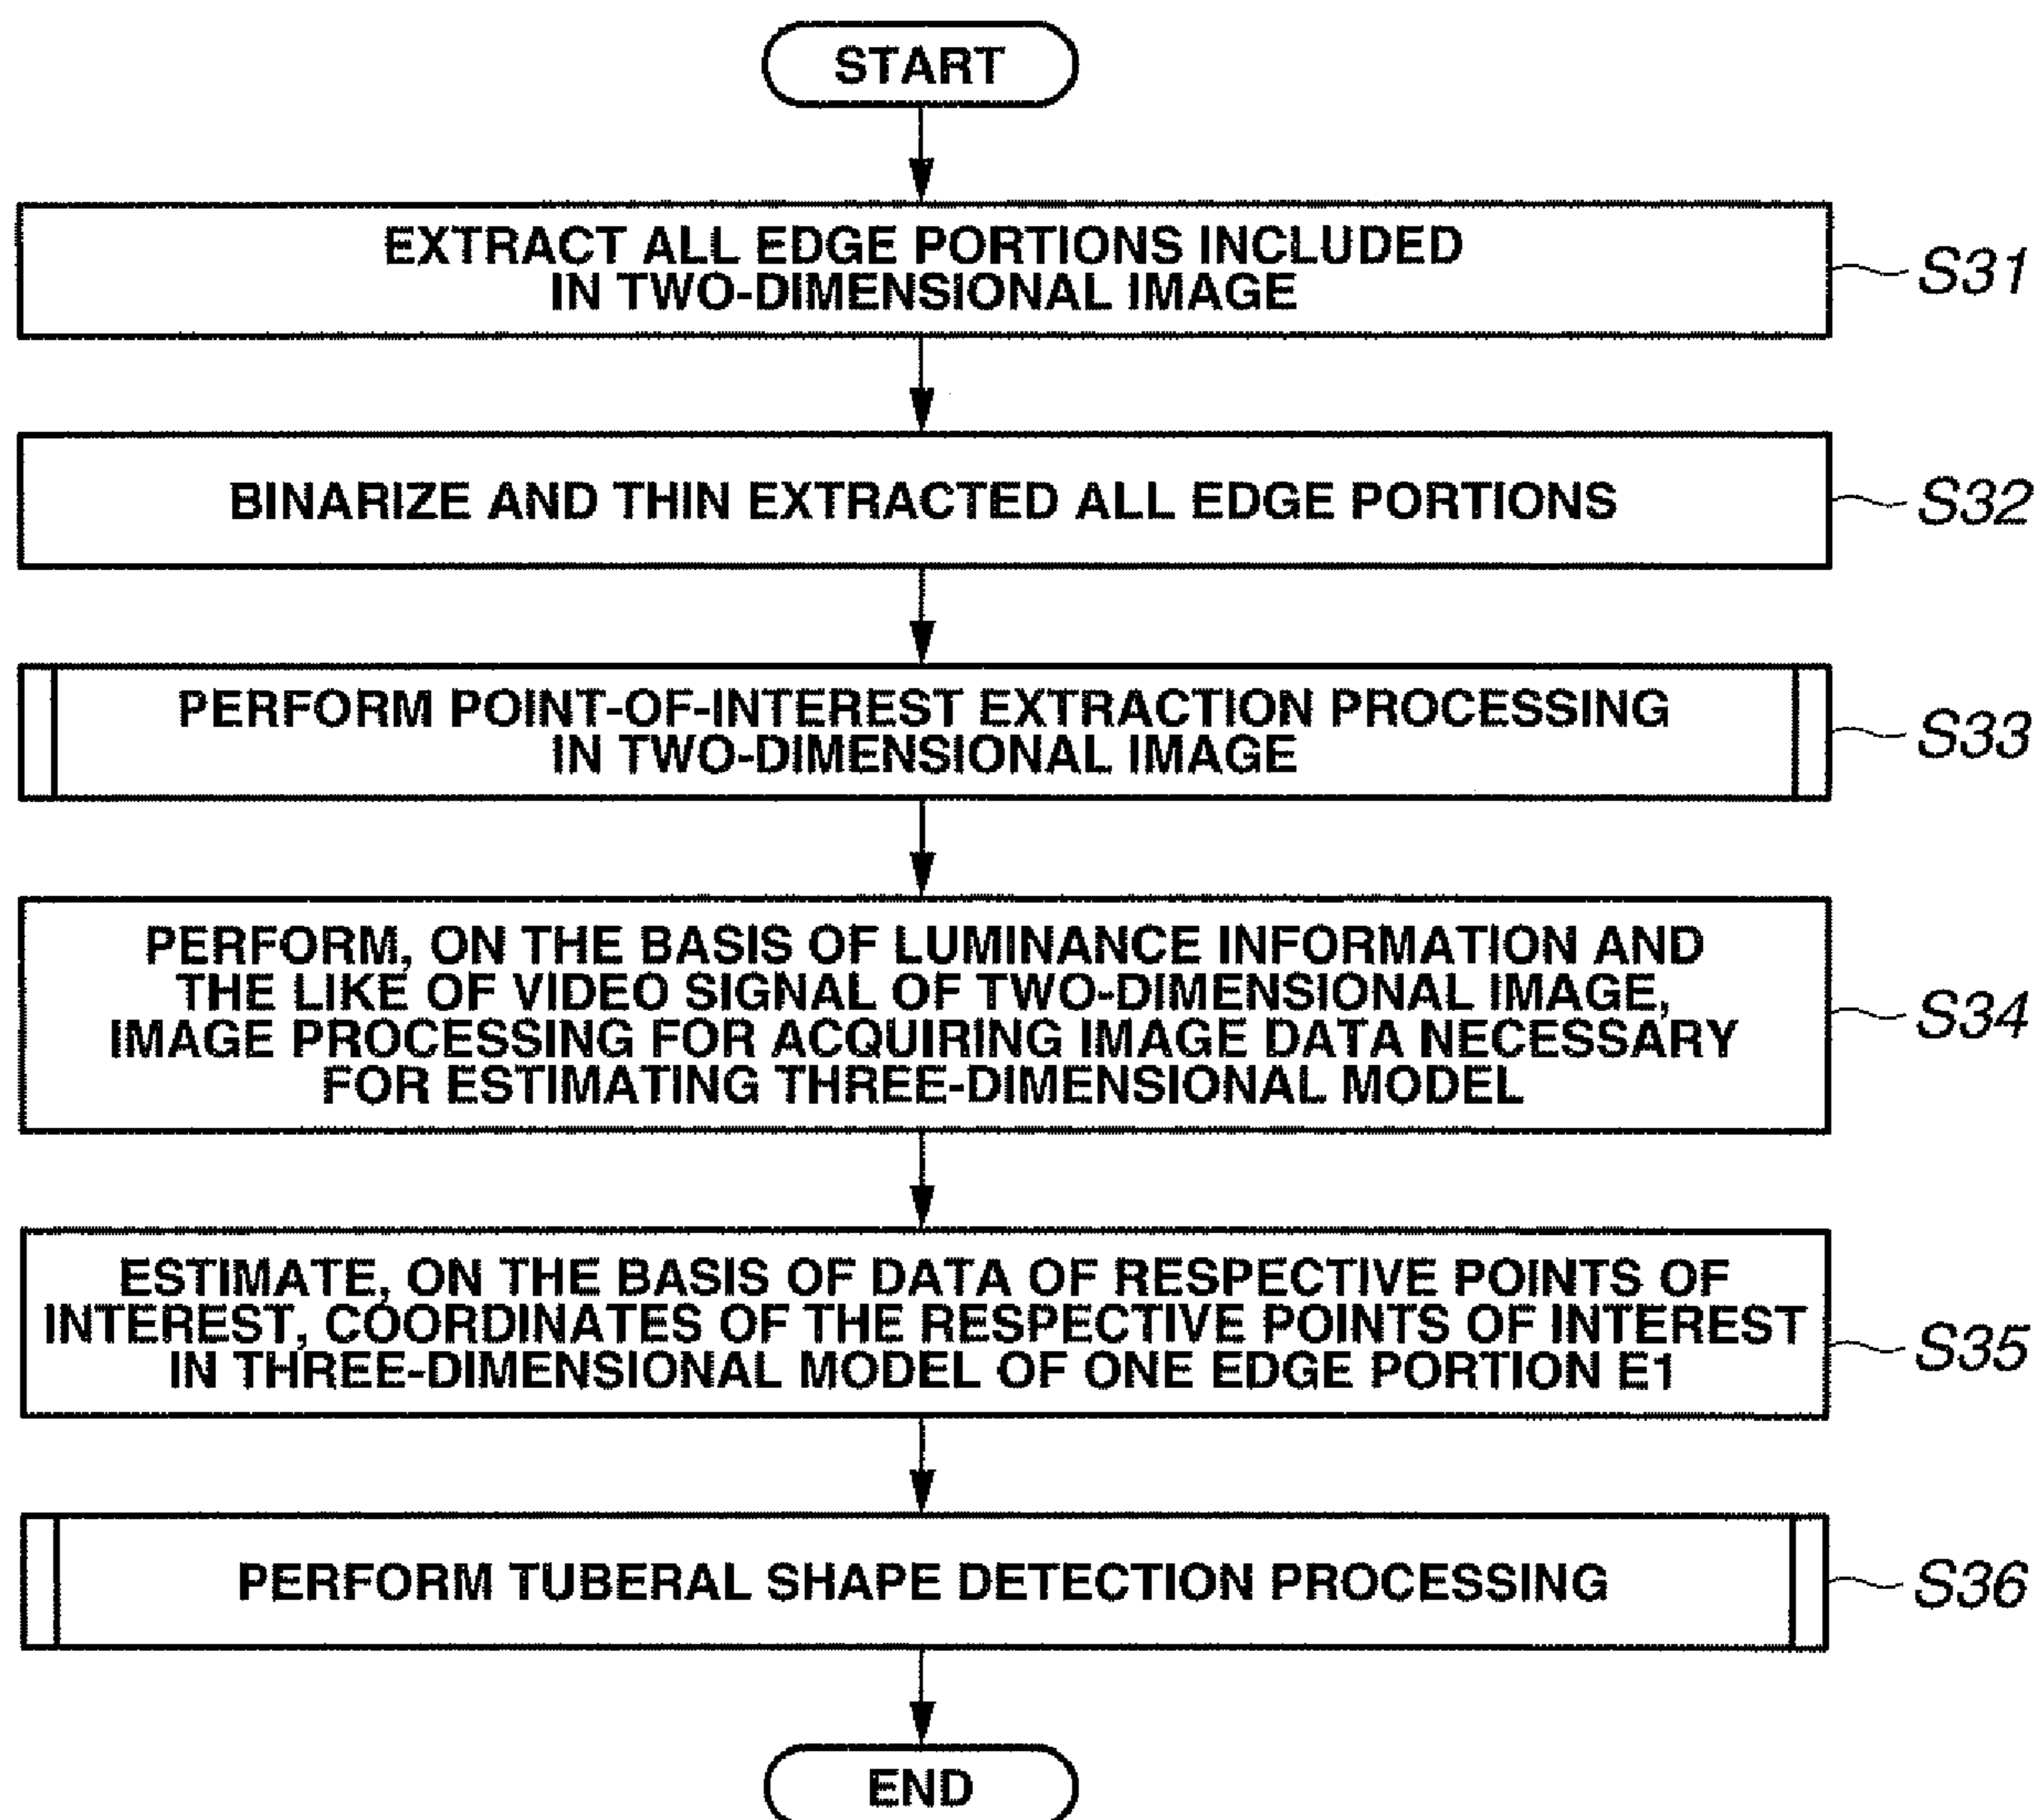 START
EXTRACT ALL EDGE PORTIONS INCLUDED
IN TWO-DIMENSIONAL IMAGE
S31
BINARIZE AND THIN EXTRACTED ALL EDGE PORTIONS
S32
PERFORM POINT-OF-INTEREST EXTRACTION PROCESSING
IN TWO-DIMENSIONAL IMAGE
S33
PERFORM, ON THE BASIS OF LUMINANCE INFORMATION AND
THE LIKE OF VIDEO SIGNAL OF TWO-DIMENSIONAL IMAGE,
IMAGE PROCESSING FOR ACQUIRING IMAGE DATA NECESSARY
FOR ESTIMATING THREE-DIMENSIONAL MODEL
S34
ESTIMATE, ON THE BASIS OF DATA OF RESPECTIVE POINTS OF
INTEREST, COORDINATES OF THE RESPECTIVE POINTS OF INTEREST
IN THREE-DIMENSIONAL MODEL OF ONE EDGE PORTION E1
S35
PERFORM TUBERAL SHAPE DETECTION PROCESSING
S36
END